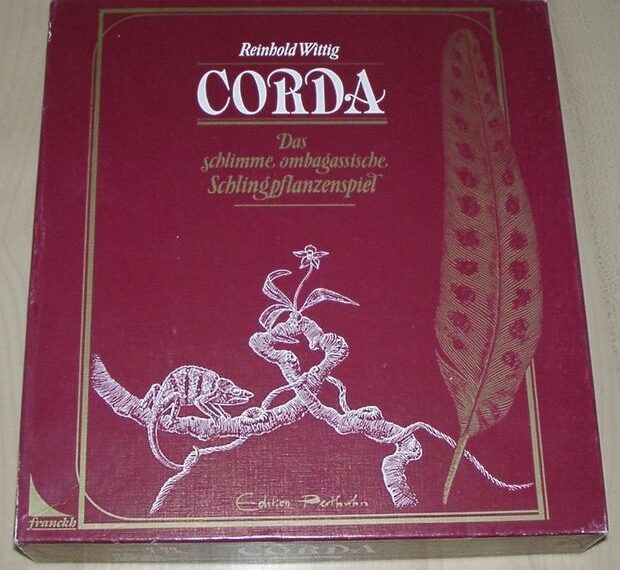 Reinhold Wittig
CORDA
Das
schlimme, ombagassische,
Schlingpflanzenspiel
Edition Perlhuhn
franckh
CORDA